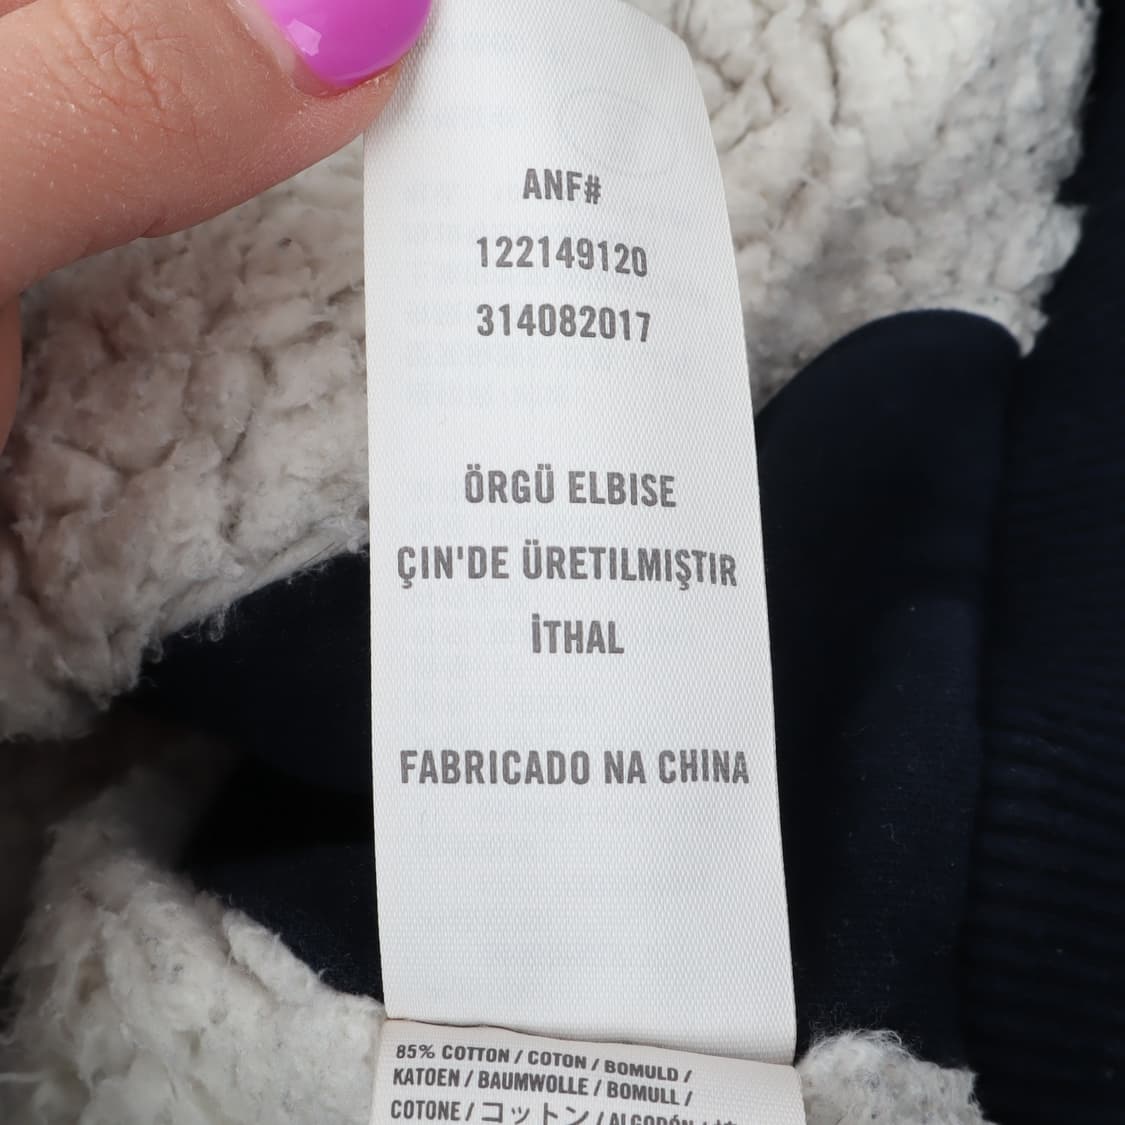 ANF#
122149120
314082017
ÖRGÜ ELBISE
ÇIN'DE ÜRETILMIŞTIR
İTHAL
FABRICADO NA CHINA
85% COTTON / COTON / BOMULD /
KATOEN / BAUMWOLLE / BOMULL /
COTONE / コットン / ALGODÓN /